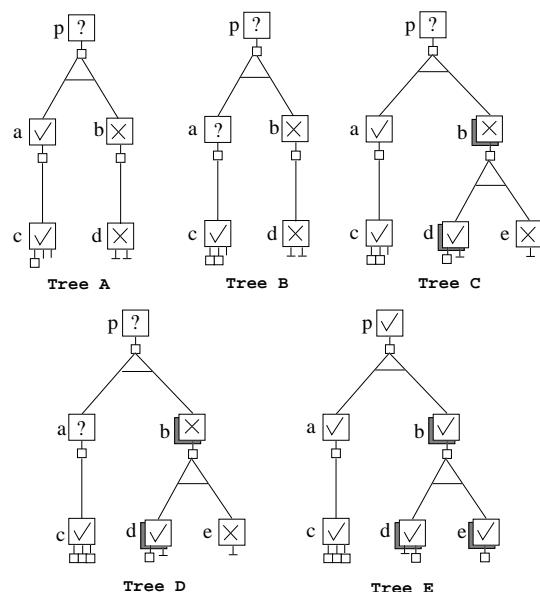 p ? p ? p ?
a b a ? b a b
c d c d c d e
Tree A Tree B Tree C
p ? p
a ? b a b
c d e c d e
Tree D Tree E